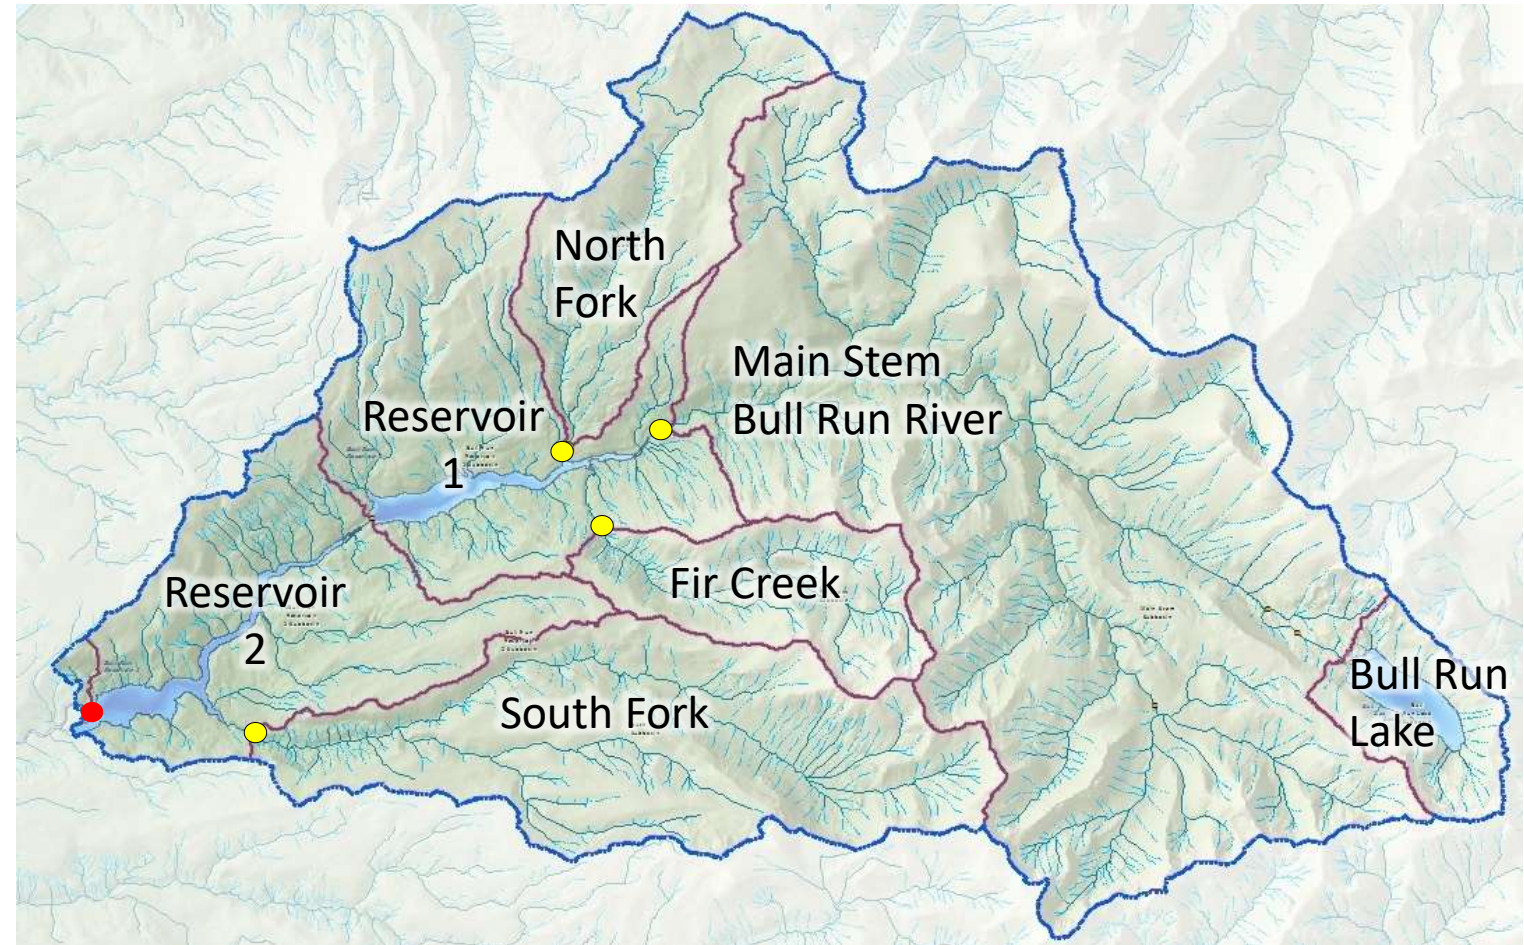 North
Fork
Main Stem
Bull Run River
Reservoir
1
Fir Creek
Reservoir
2
South Fork
Bull Run
Lake